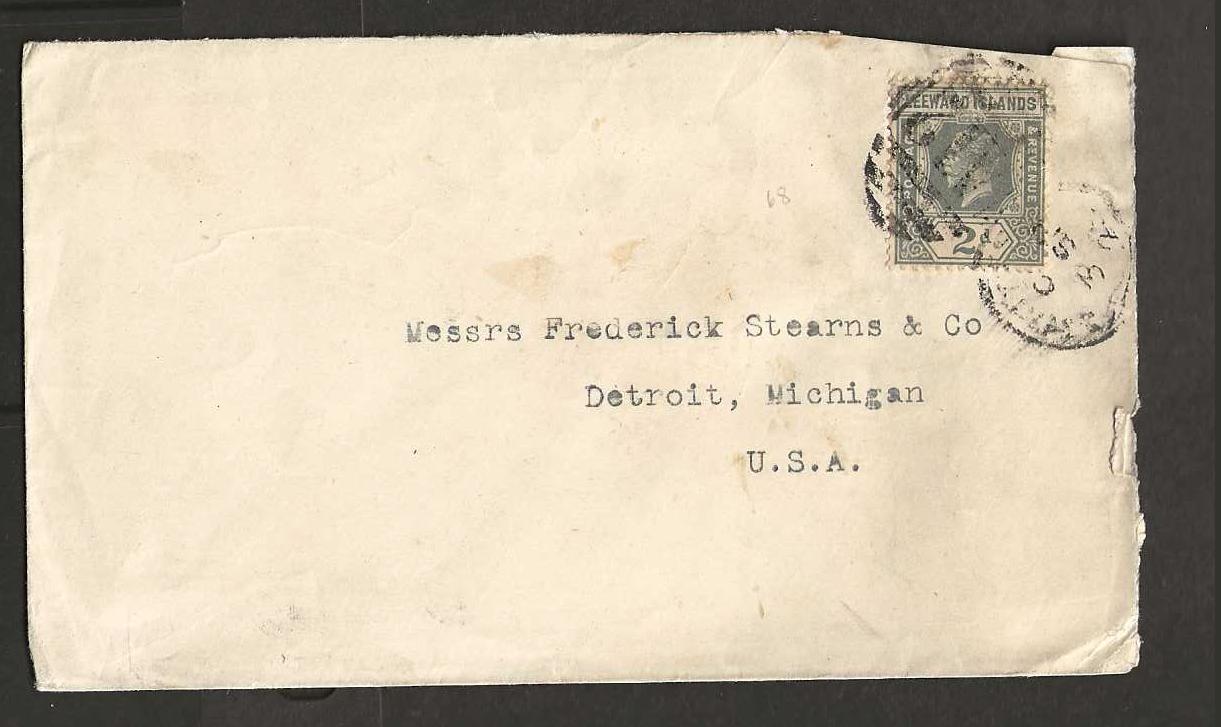 LEEWARD ISLANDS
& REVENUE
2d
68
Messrs Frederick Stearns & Co
Detroit, Michigan
U.S.A.